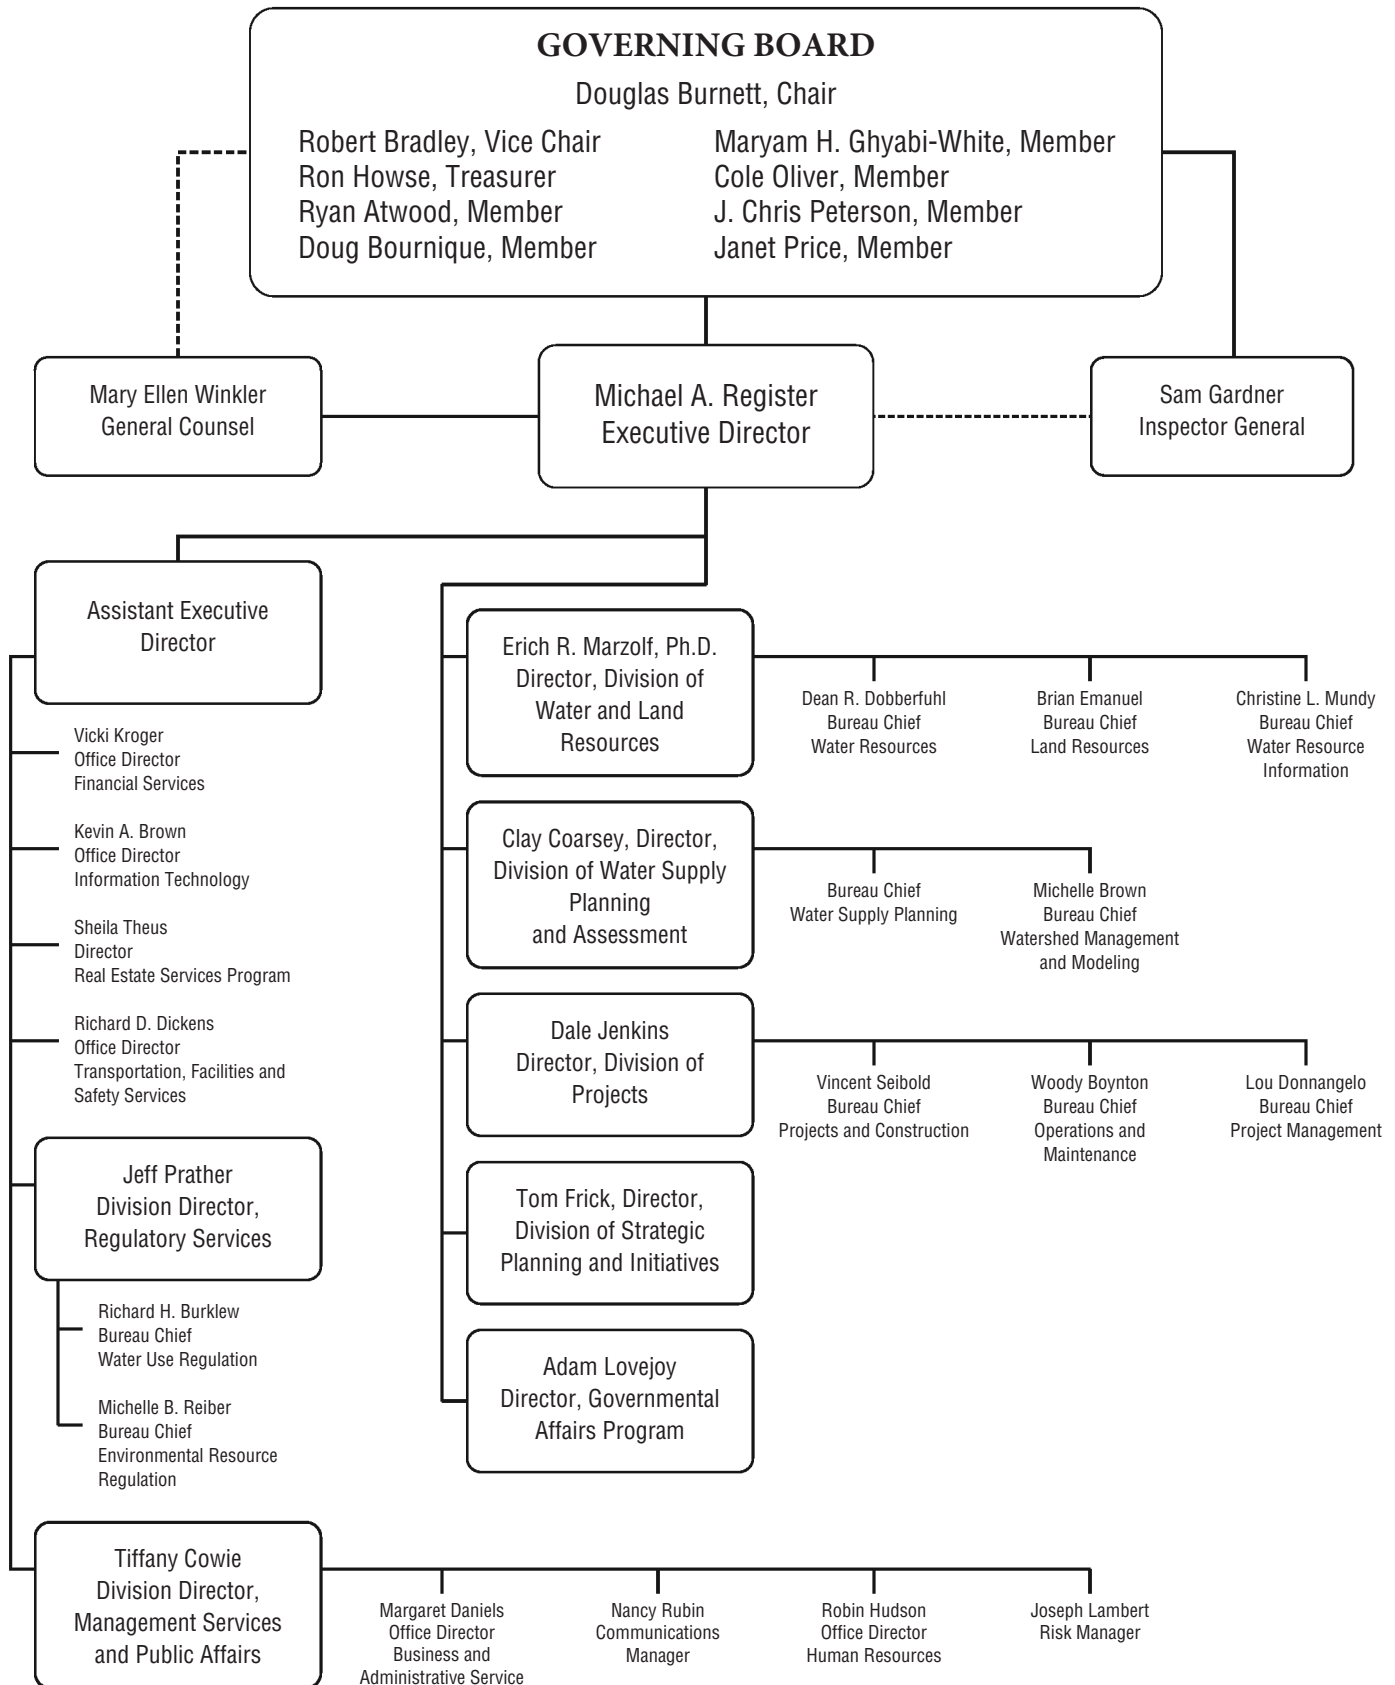 GOVERNING BOARD
Douglas Burnett, Chair
Robert Bradley, Vice Chair
Ron Howse, Treasurer
Ryan Atwood, Member
Doug Bournique, Member
Maryam H. Ghyabi-White, Member
Cole Oliver, Member
J. Chris Peterson, Member
Janet Price, Member
Mary Ellen Winkler
General Counsel
Michael A. Register
Executive Director
Sam Gardner
Inspector General
Assistant Executive
Director
Vicki Kroger
Office Director
Financial Services
Kevin A. Brown
Office Director
Information Technology
Sheila Theus
Director
Real Estate Services Program
Richard D. Dickens
Office Director
Transportation, Facilities and
Safety Services
Jeff Prather
Division Director,
Regulatory Services
Richard H. Burklew
Bureau Chief
Water Use Regulation
Michelle B. Reiber
Bureau Chief
Environmental Resource
Regulation
Tiffany Cowie
Division Director,
Management Services
and Public Affairs
Margaret Daniels
Office Director
Business and
Administrative Service
Nancy Rubin
Communications
Manager
Robin Hudson
Office Director
Human Resources
Joseph Lambert
Risk Manager
Erich R. Marzolf, Ph.D.
Director, Division of
Water and Land
Resources
Dean R. Dobberfuhl
Bureau Chief
Water Resources
Brian Emanuel
Bureau Chief
Land Resources
Christine L. Mundy
Bureau Chief
Water Resource
Information
Clay Coarsey, Director,
Division of Water Supply
Planning
and Assessment
Bureau Chief
Water Supply Planning
Michelle Brown
Bureau Chief
Watershed Management
and Modeling
Dale Jenkins
Director, Division of
Projects
Vincent Seibold
Bureau Chief
Projects and Construction
Woody Boynton
Bureau Chief
Operations and
Maintenance
Lou Donnangelo
Bureau Chief
Project Management
Tom Frick, Director,
Division of Strategic
Planning and Initiatives
Adam Lovejoy
Director, Governmental
Affairs Program